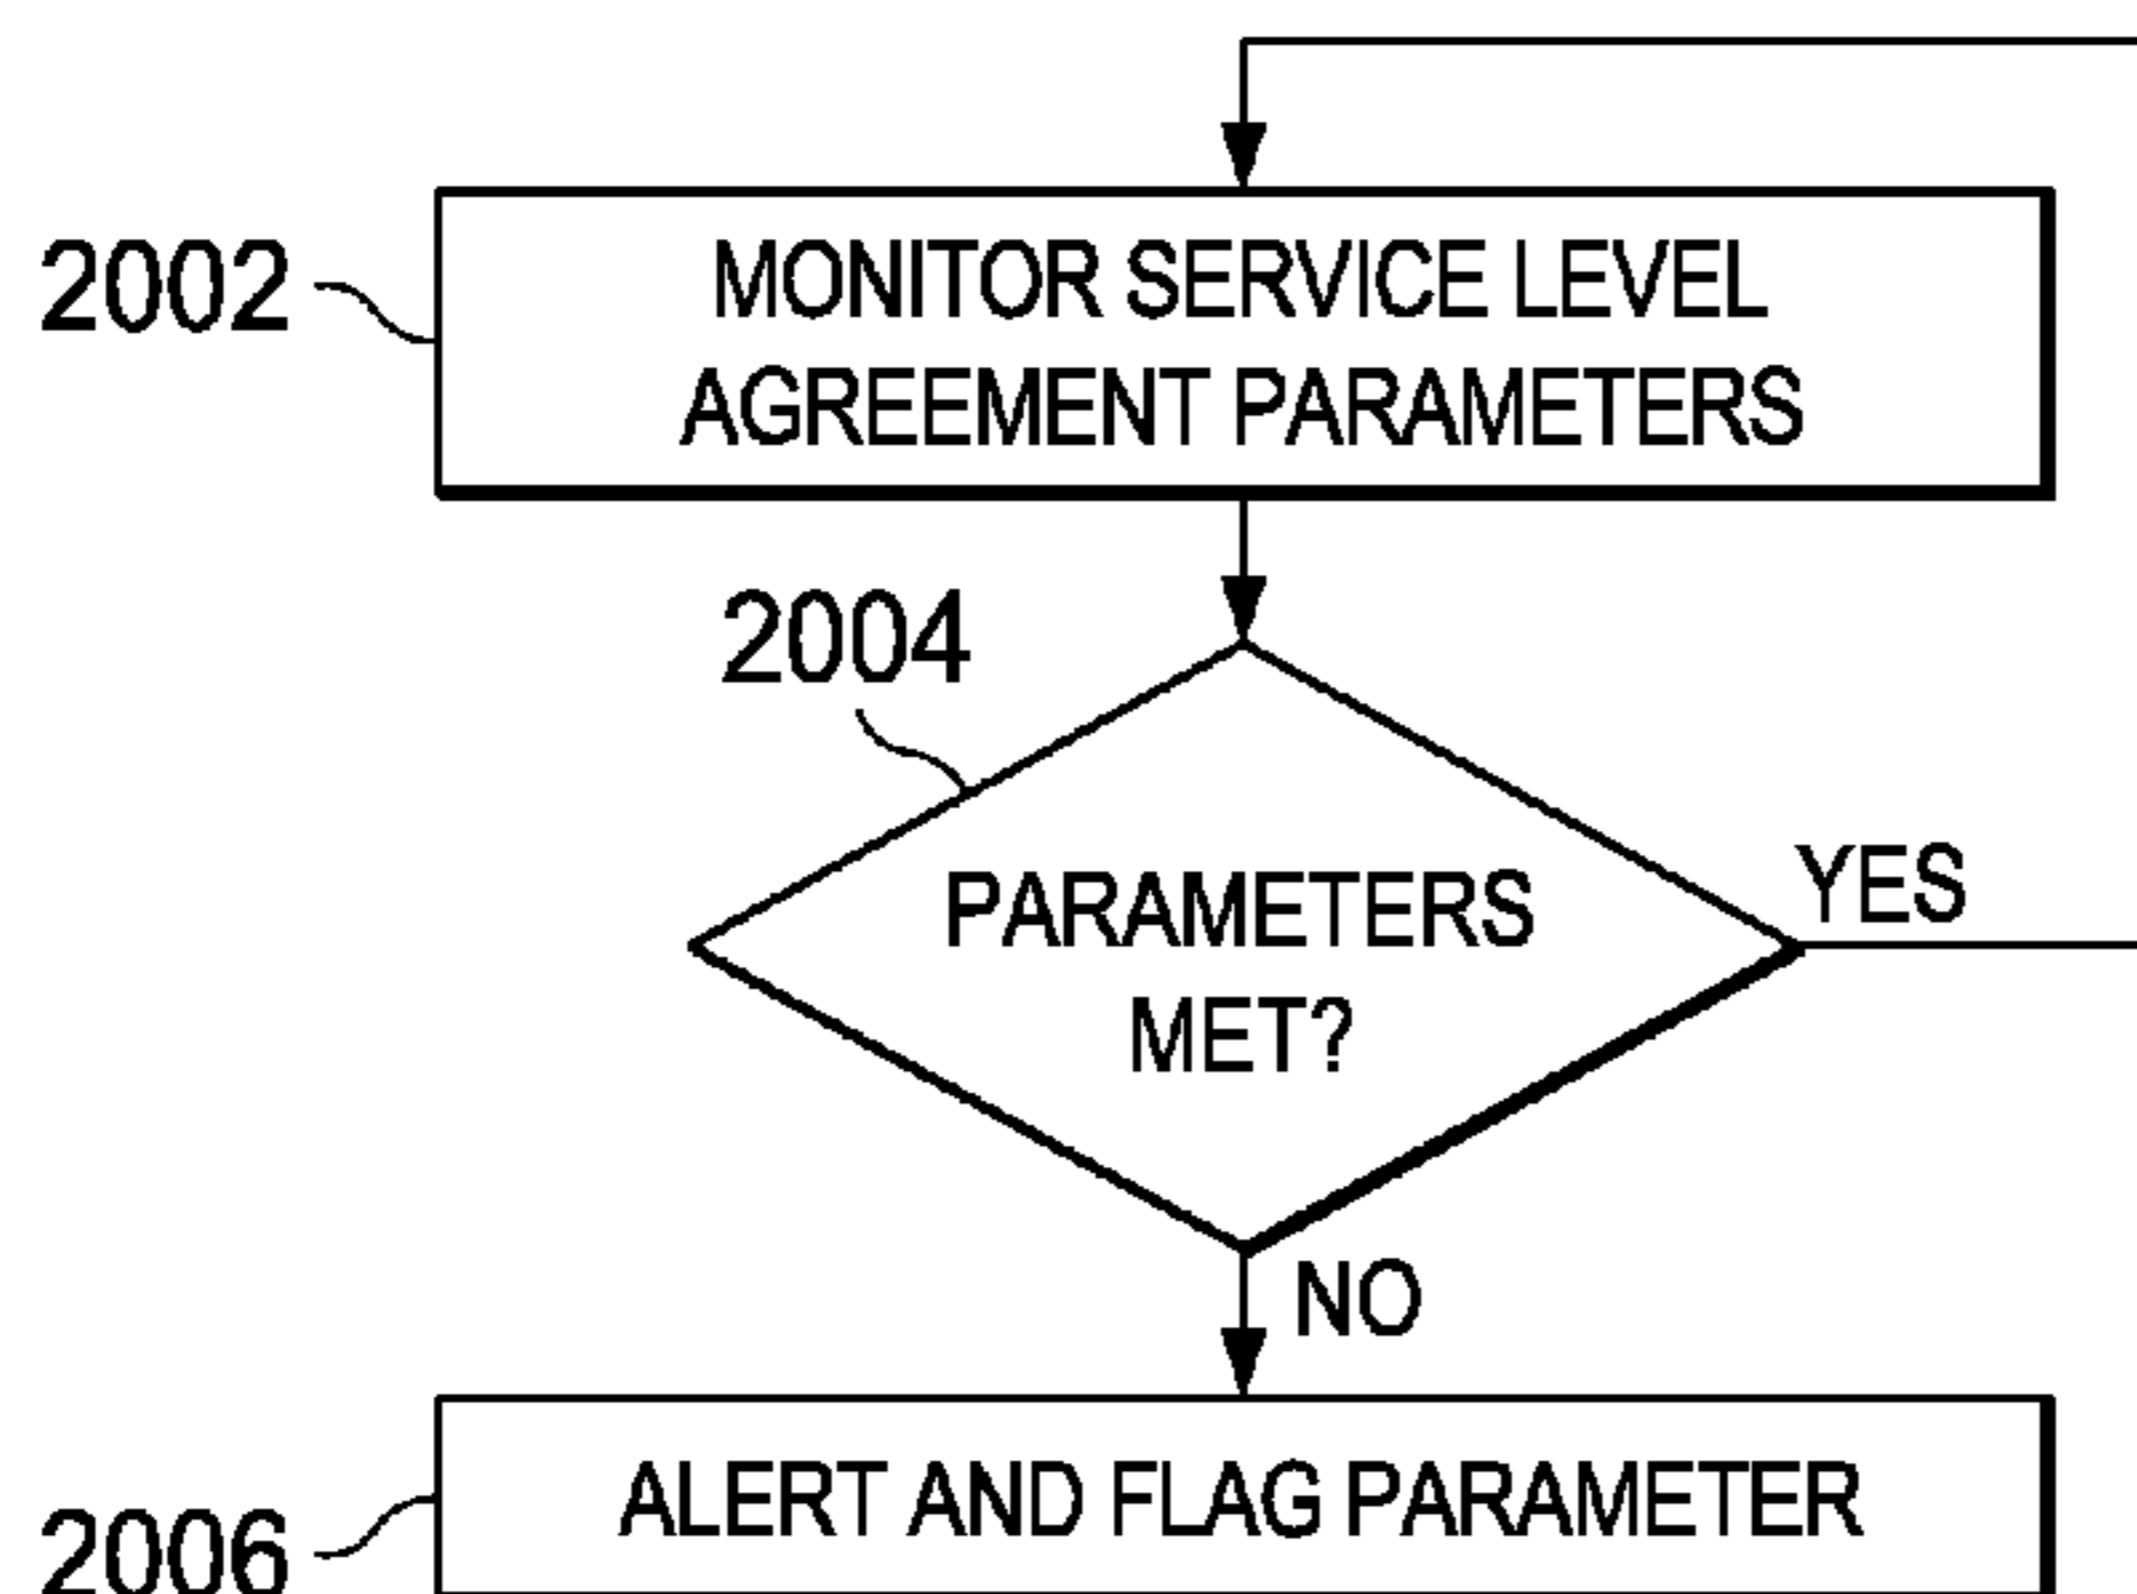 2002
MONITOR SERVICE LEVEL
AGREEMENT PARAMETERS
2004
PARAMETERS
MET?
YES
NO
2006
ALERT AND FLAG PARAMETER